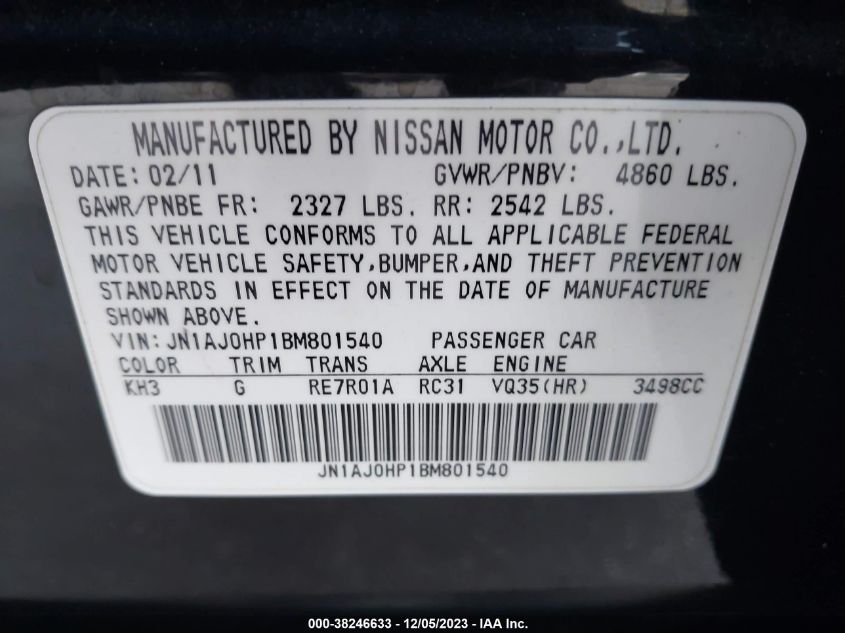 MANUFACTURED BY NISSAN MOTOR CO.,LTD.
DATE: 02/11 GVWR/PNBV: 4860 LBS.
GAWR/PNBE FR: 2327 LBS. RR: 2542 LBS.
THIS VEHICLE CONFORMS TO ALL APPLICABLE FEDERAL
MOTOR VEHICLE SAFETY,BUMPER,AND THEFT PREVENTION
STANDARDS IN EFFECT ON THE DATE OF MANUFACTURE
SHOWN ABOVE.
VIN: JN1AJ0HP1BM801540 PASSENGER CAR
COLOR TRIM TRANS AXLE ENGINE
KH3 G RE7R01A RC31 VQ35(HR) 3498CC
JN1AJ0HP1BM801540
000-38246633 - 12/05/2023 - IAA Inc.